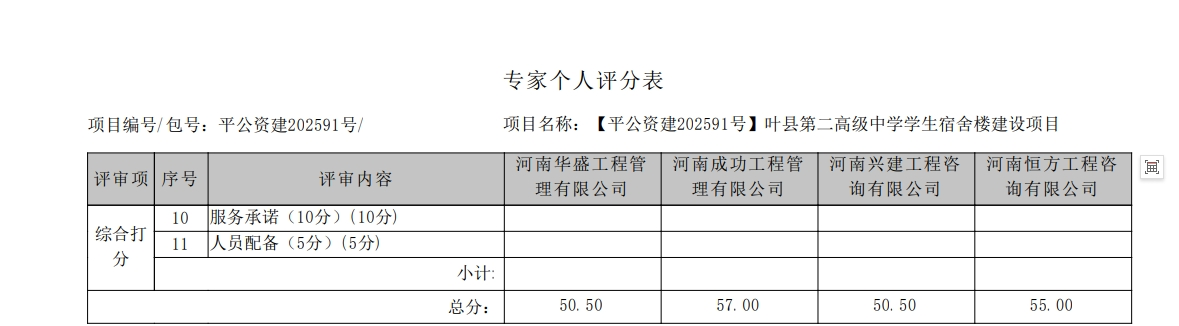 专家个人评分表
项目编号/包号：平公资建202591号/ 项目名称：【平公资建202591号】叶县第二高级中学学生宿舍楼建设项目
评审项 序号 评审内容 河南华盛工程管理有限公司 河南成功工程管理有限公司 河南兴建工程咨询有限公司 河南恒方工程咨询有限公司
综合打分
10 服务承诺（10分）(10分)
11 人员配备（5分）(5分)
小计:
总分： 50.50 57.00 50.50 55.00